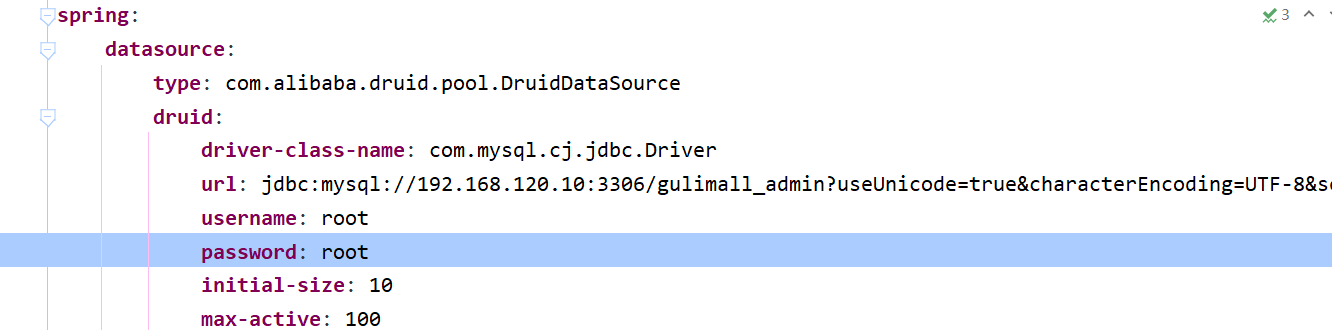 spring:
3
datasource:
type: com.alibaba.druid.pool.DruidDataSource
druid:
driver-class-name: com.mysql.cj.jdbc.Driver
url: jdbc:mysql://192.168.120.10:3306/gulimall_admin?useUnicode=true&characterEncoding=UTF-8&se
username: root
password: root
initial-size: 10
max-active: 100